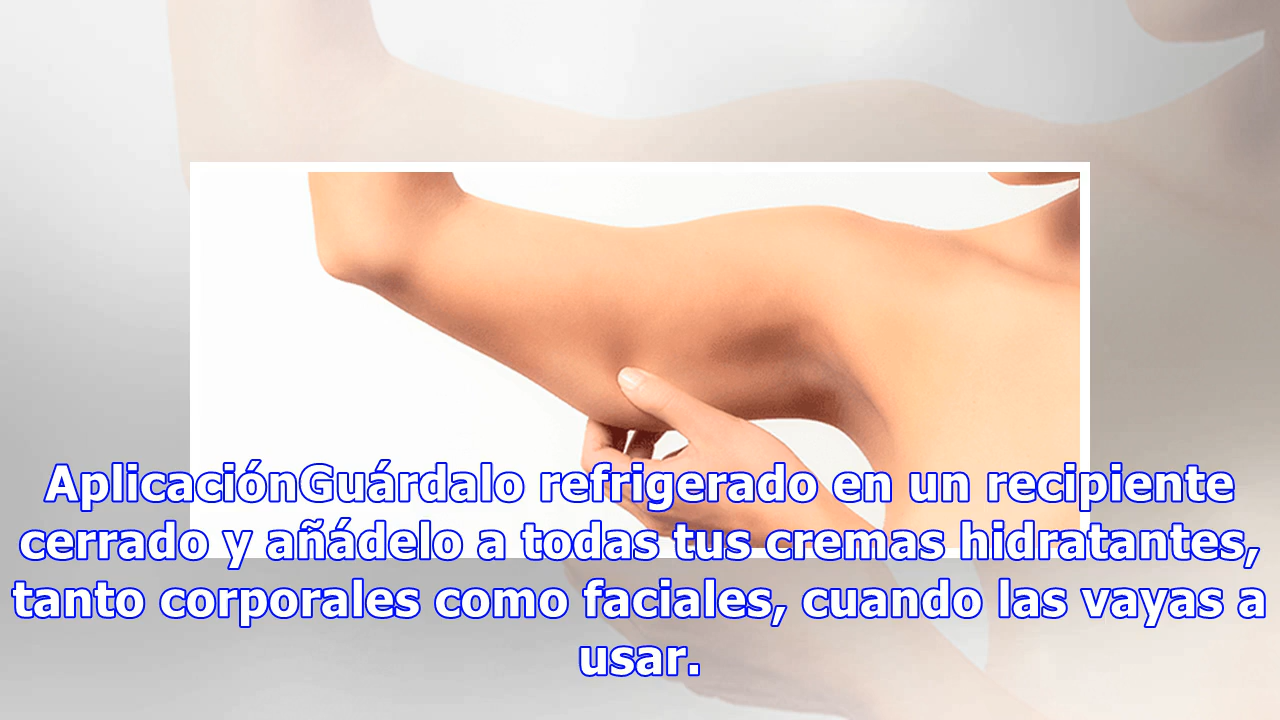 AplicaciónGuárdalo refrigerado en un recipiente
cerrado y añádelo a todas tus cremas hidratantes,
tanto corporales como faciales, cuando las vayas a
usar.